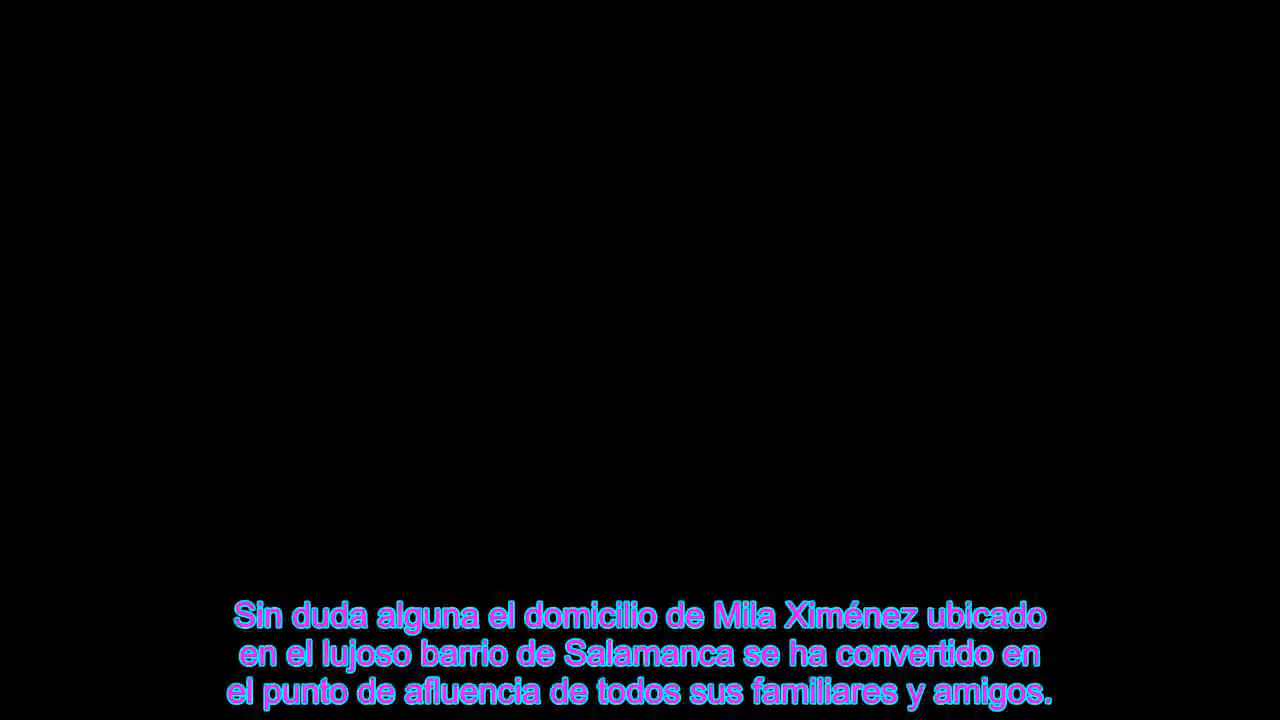 Sin duda alguna el domicilio de Mila Ximénez ubicado
en el lujoso barrio de Salamanca se ha convertido en
el punto de afluencia de todos sus familiares y amigos.